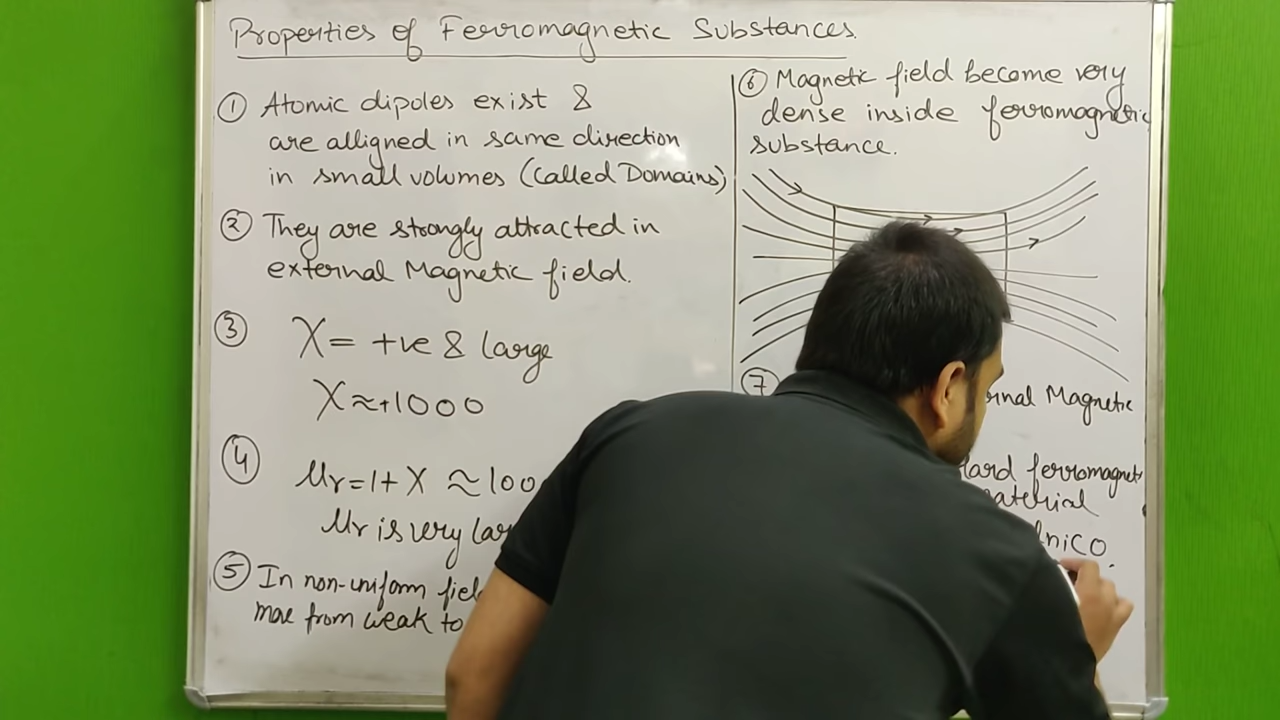 Properties of Ferromagnetic Substances
① Atomic dipoles exist &
are alligned in same direction
in small volumes (called Domains)
② They are strongly attracted in
external Magnetic field.
③ χ = +ve & large
χ ≈ +1000
④ μr = 1 + χ ≈ 100
μr is very lar
⑤ In non-uniform fiel
move from weak to
⑥ Magnetic field become very
dense inside ferromagnetic
substance.
⑦
rnal Magnetic
Hard ferromagnet
aterial
lnico